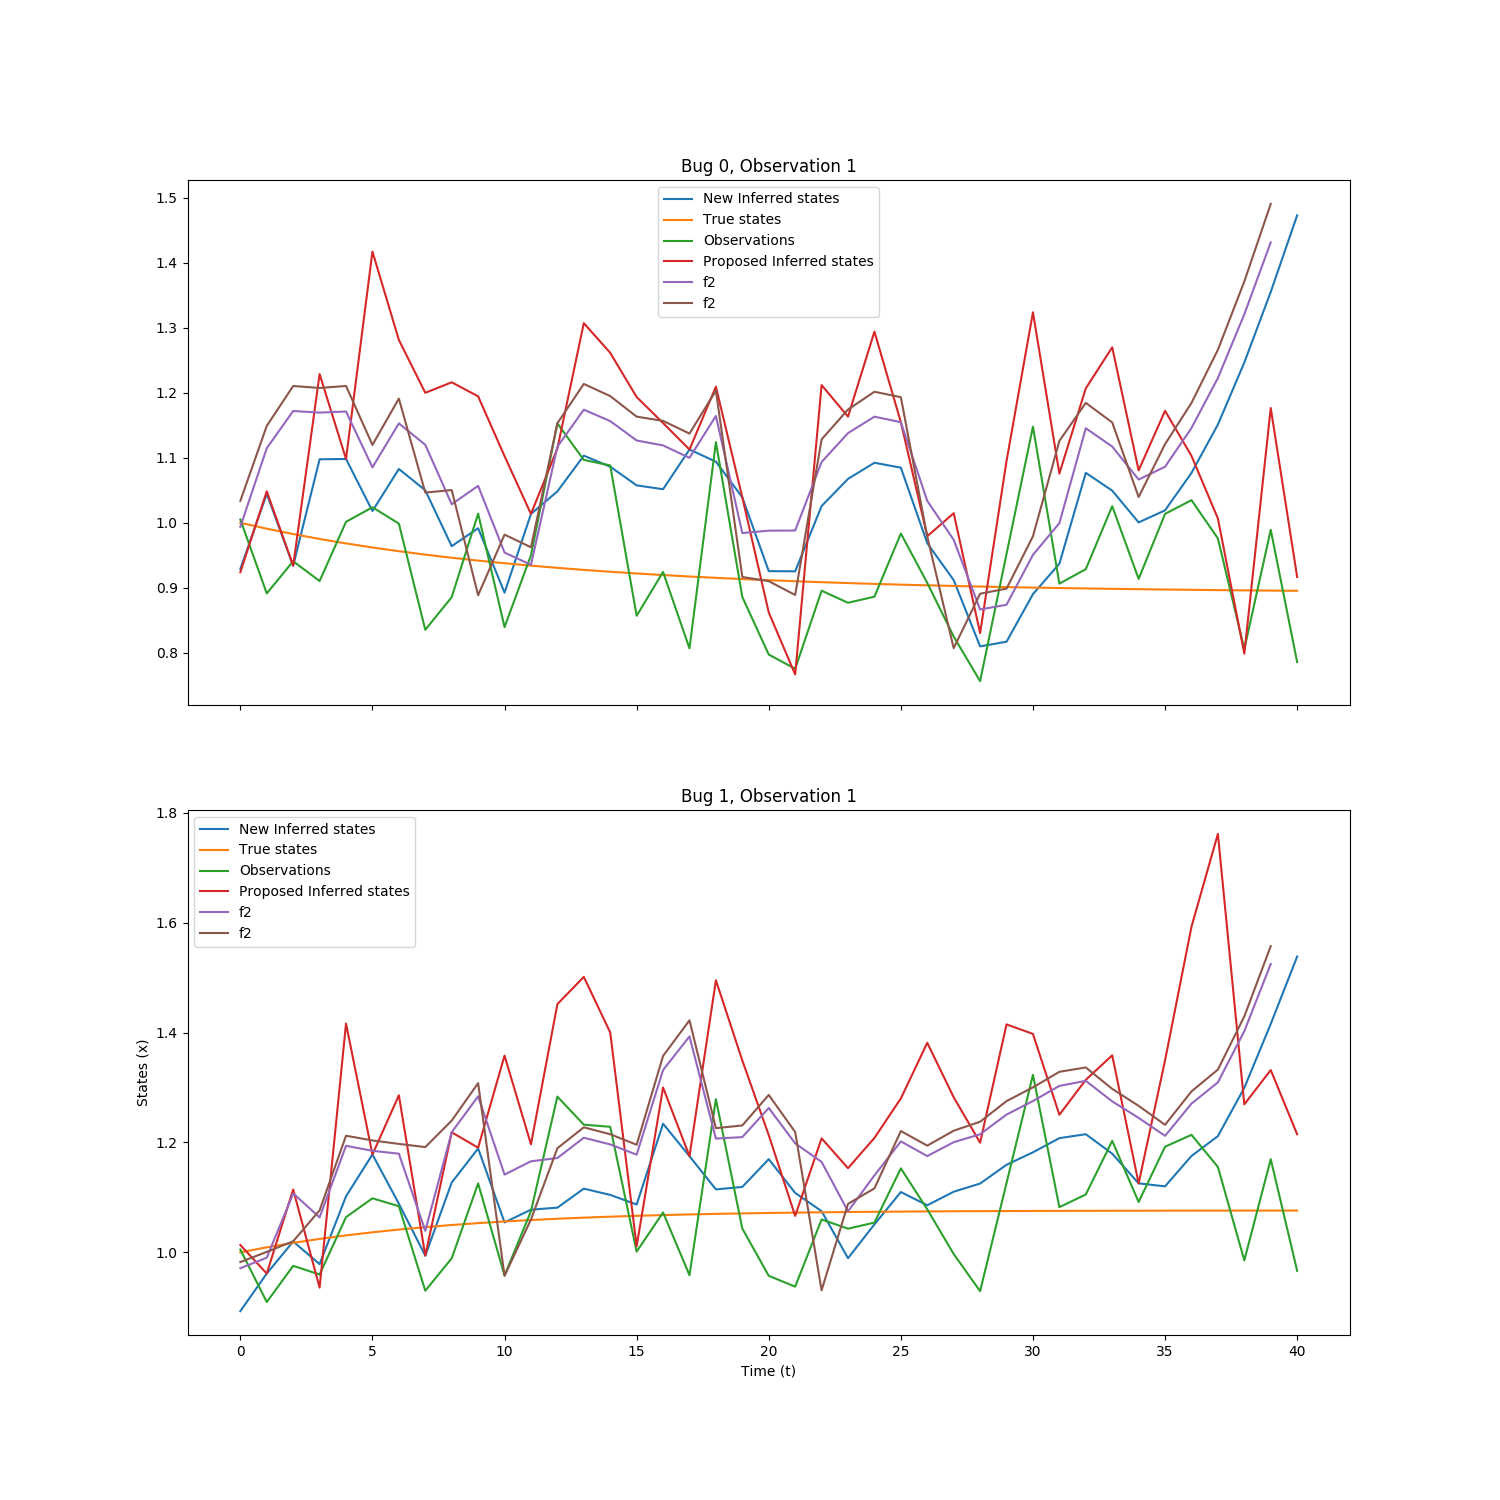 Bug 0, Observation 1
1.5
1.4
1.3
1.2
1.1
1.0
0.9
0.8
New Inferred states
True states
Observations
Proposed Inferred states
f2
f2
Bug 1, Observation 1
1.8
1.6
1.4
1.2
1.0
States (x)
New Inferred states
True states
Observations
Proposed Inferred states
f2
f2
0 5 10 15 20 25 30 35 40
Time (t)